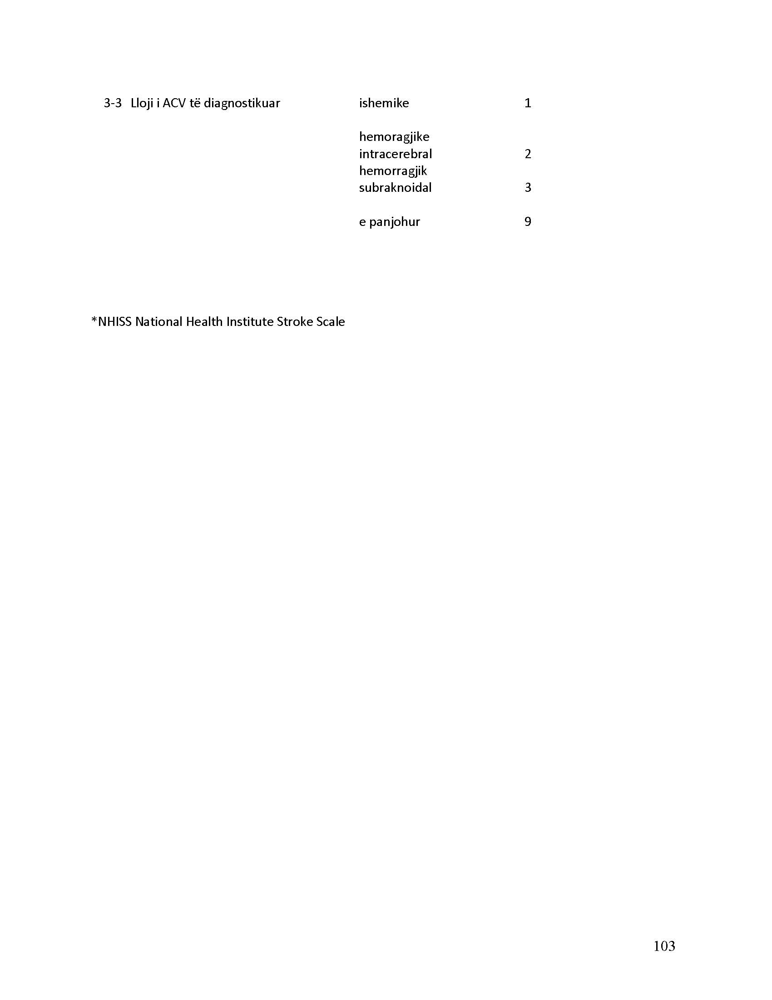 3-3 Lloji i ACV të diagnostikuar ishemike 1
hemoragjike
intracerebral 2
hemorragjik
subraknoidal 3
e panjohur 9
*NHISS National Health Institute Stroke Scale
103